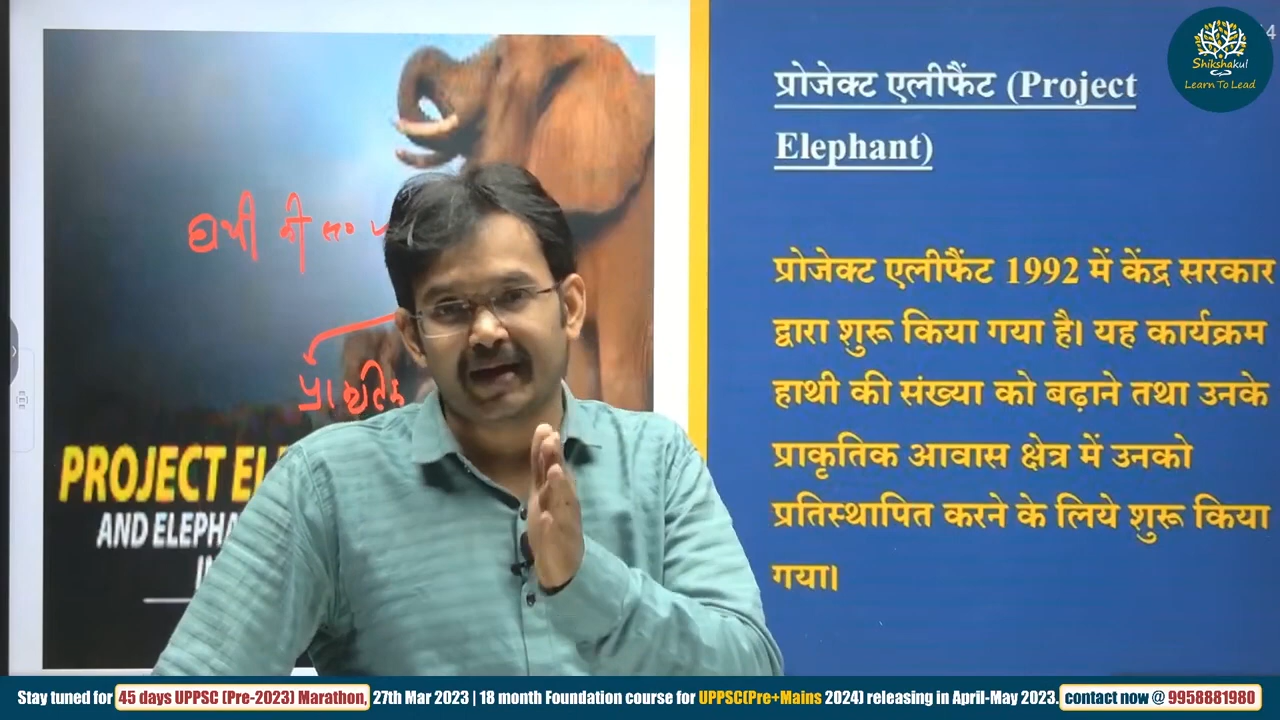 Shikshakul
Learn To Lead
4
प्रोजेक्ट एलीफैंट (Project
Elephant)
प्रोजेक्ट एलीफैंट 1992 में केंद्र सरकार
द्वारा शुरू किया गया है। यह कार्यक्रम
हाथी की संख्या को बढ़ाने तथा उनके
प्राकृतिक आवास क्षेत्र में उनको
प्रतिस्थापित करने के लिये शुरू किया
गया।
की
PROJECT
AND
Stay tuned for 45 days UPPSC (Pre-2023) Marathon, 27th Mar 2023 | 18 month Foundation course for UPPSC(Pre+Mains 2024) releasing in April-May 2023. contact now @ 9958881980